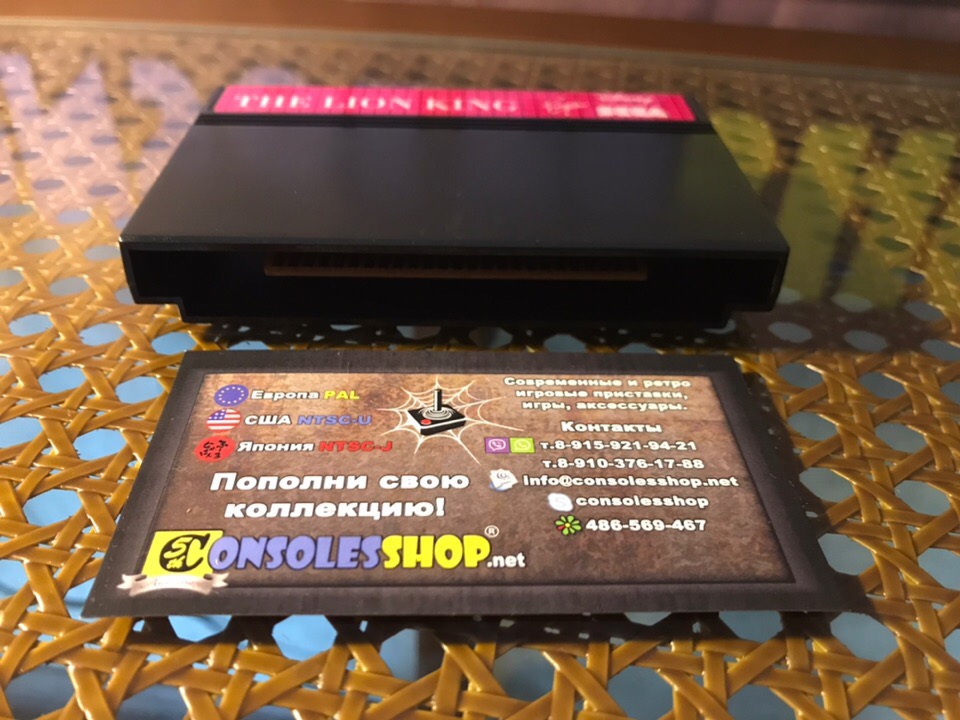 THE LION KING Virgin Disney SEGA
Европа PAL
США NTSC-U
Япония NTSC-J
Пополни свою
коллекцию!
CONSOLESSHOP.net ®
Современные и ретро
игровые приставки,
игры, аксессуары.
Контакты
т.8-915-921-94-21
т.8-910-376-17-88
info@consolesshop.net
consolesshop
486-569-467